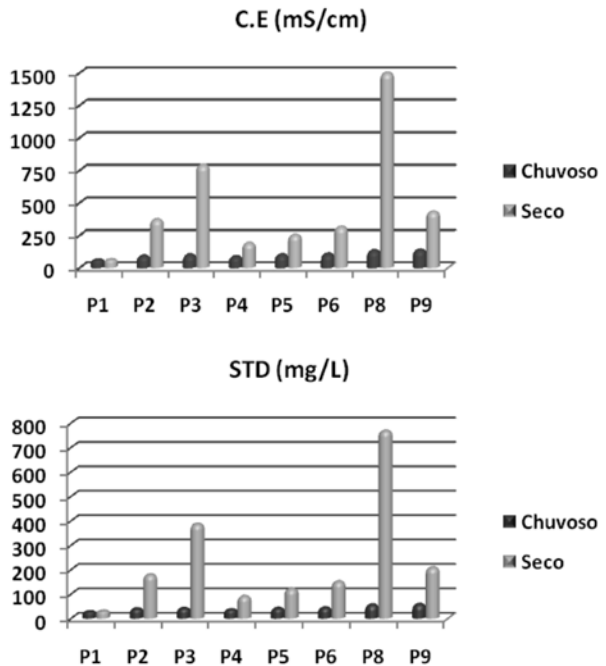 C.E (mS/cm)
1500
1250
1000
750
500
250
0
P1 P2 P3 P4 P5 P6 P8 P9
Chuvoso
Seco
STD (mg/L)
800
700
600
500
400
300
200
100
0
P1 P2 P3 P4 P5 P6 P8 P9
Chuvoso
Seco